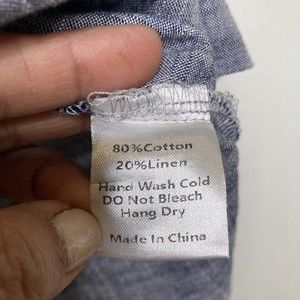 80%Cotton
20%Linen
Hand Wash Cold
DO Not Bleach
Hang Dry
Made In China